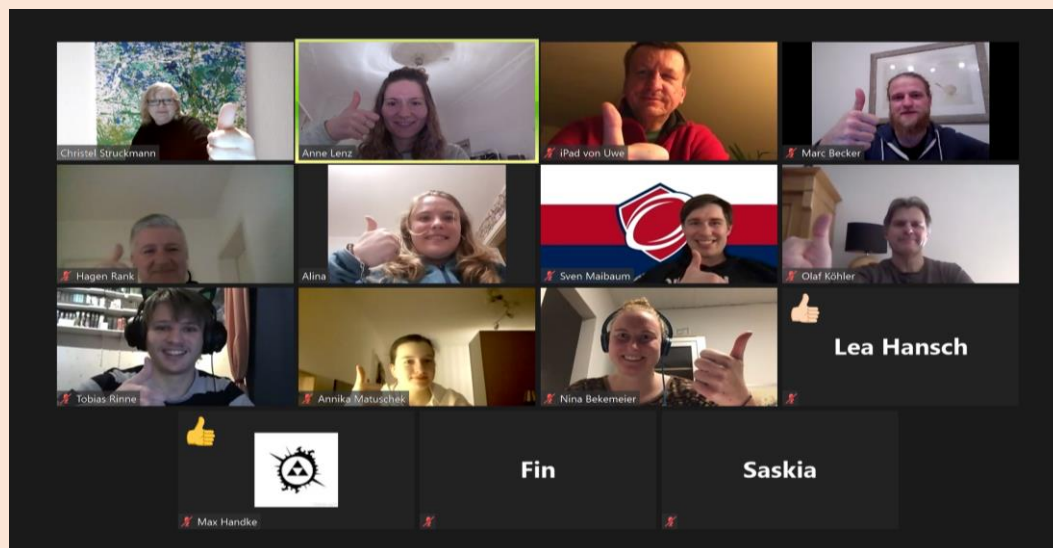 Christel Struckmann
Anne Lenz
iPad von Uwe
Marc Becker
Hagen Rank
Alina
Sven Maibaum
Olaf Köhler
Tobias Rinne
Annika Matuschek
Nina Bekemeier
Lea Hansch
Max Handke
Fin
Saskia